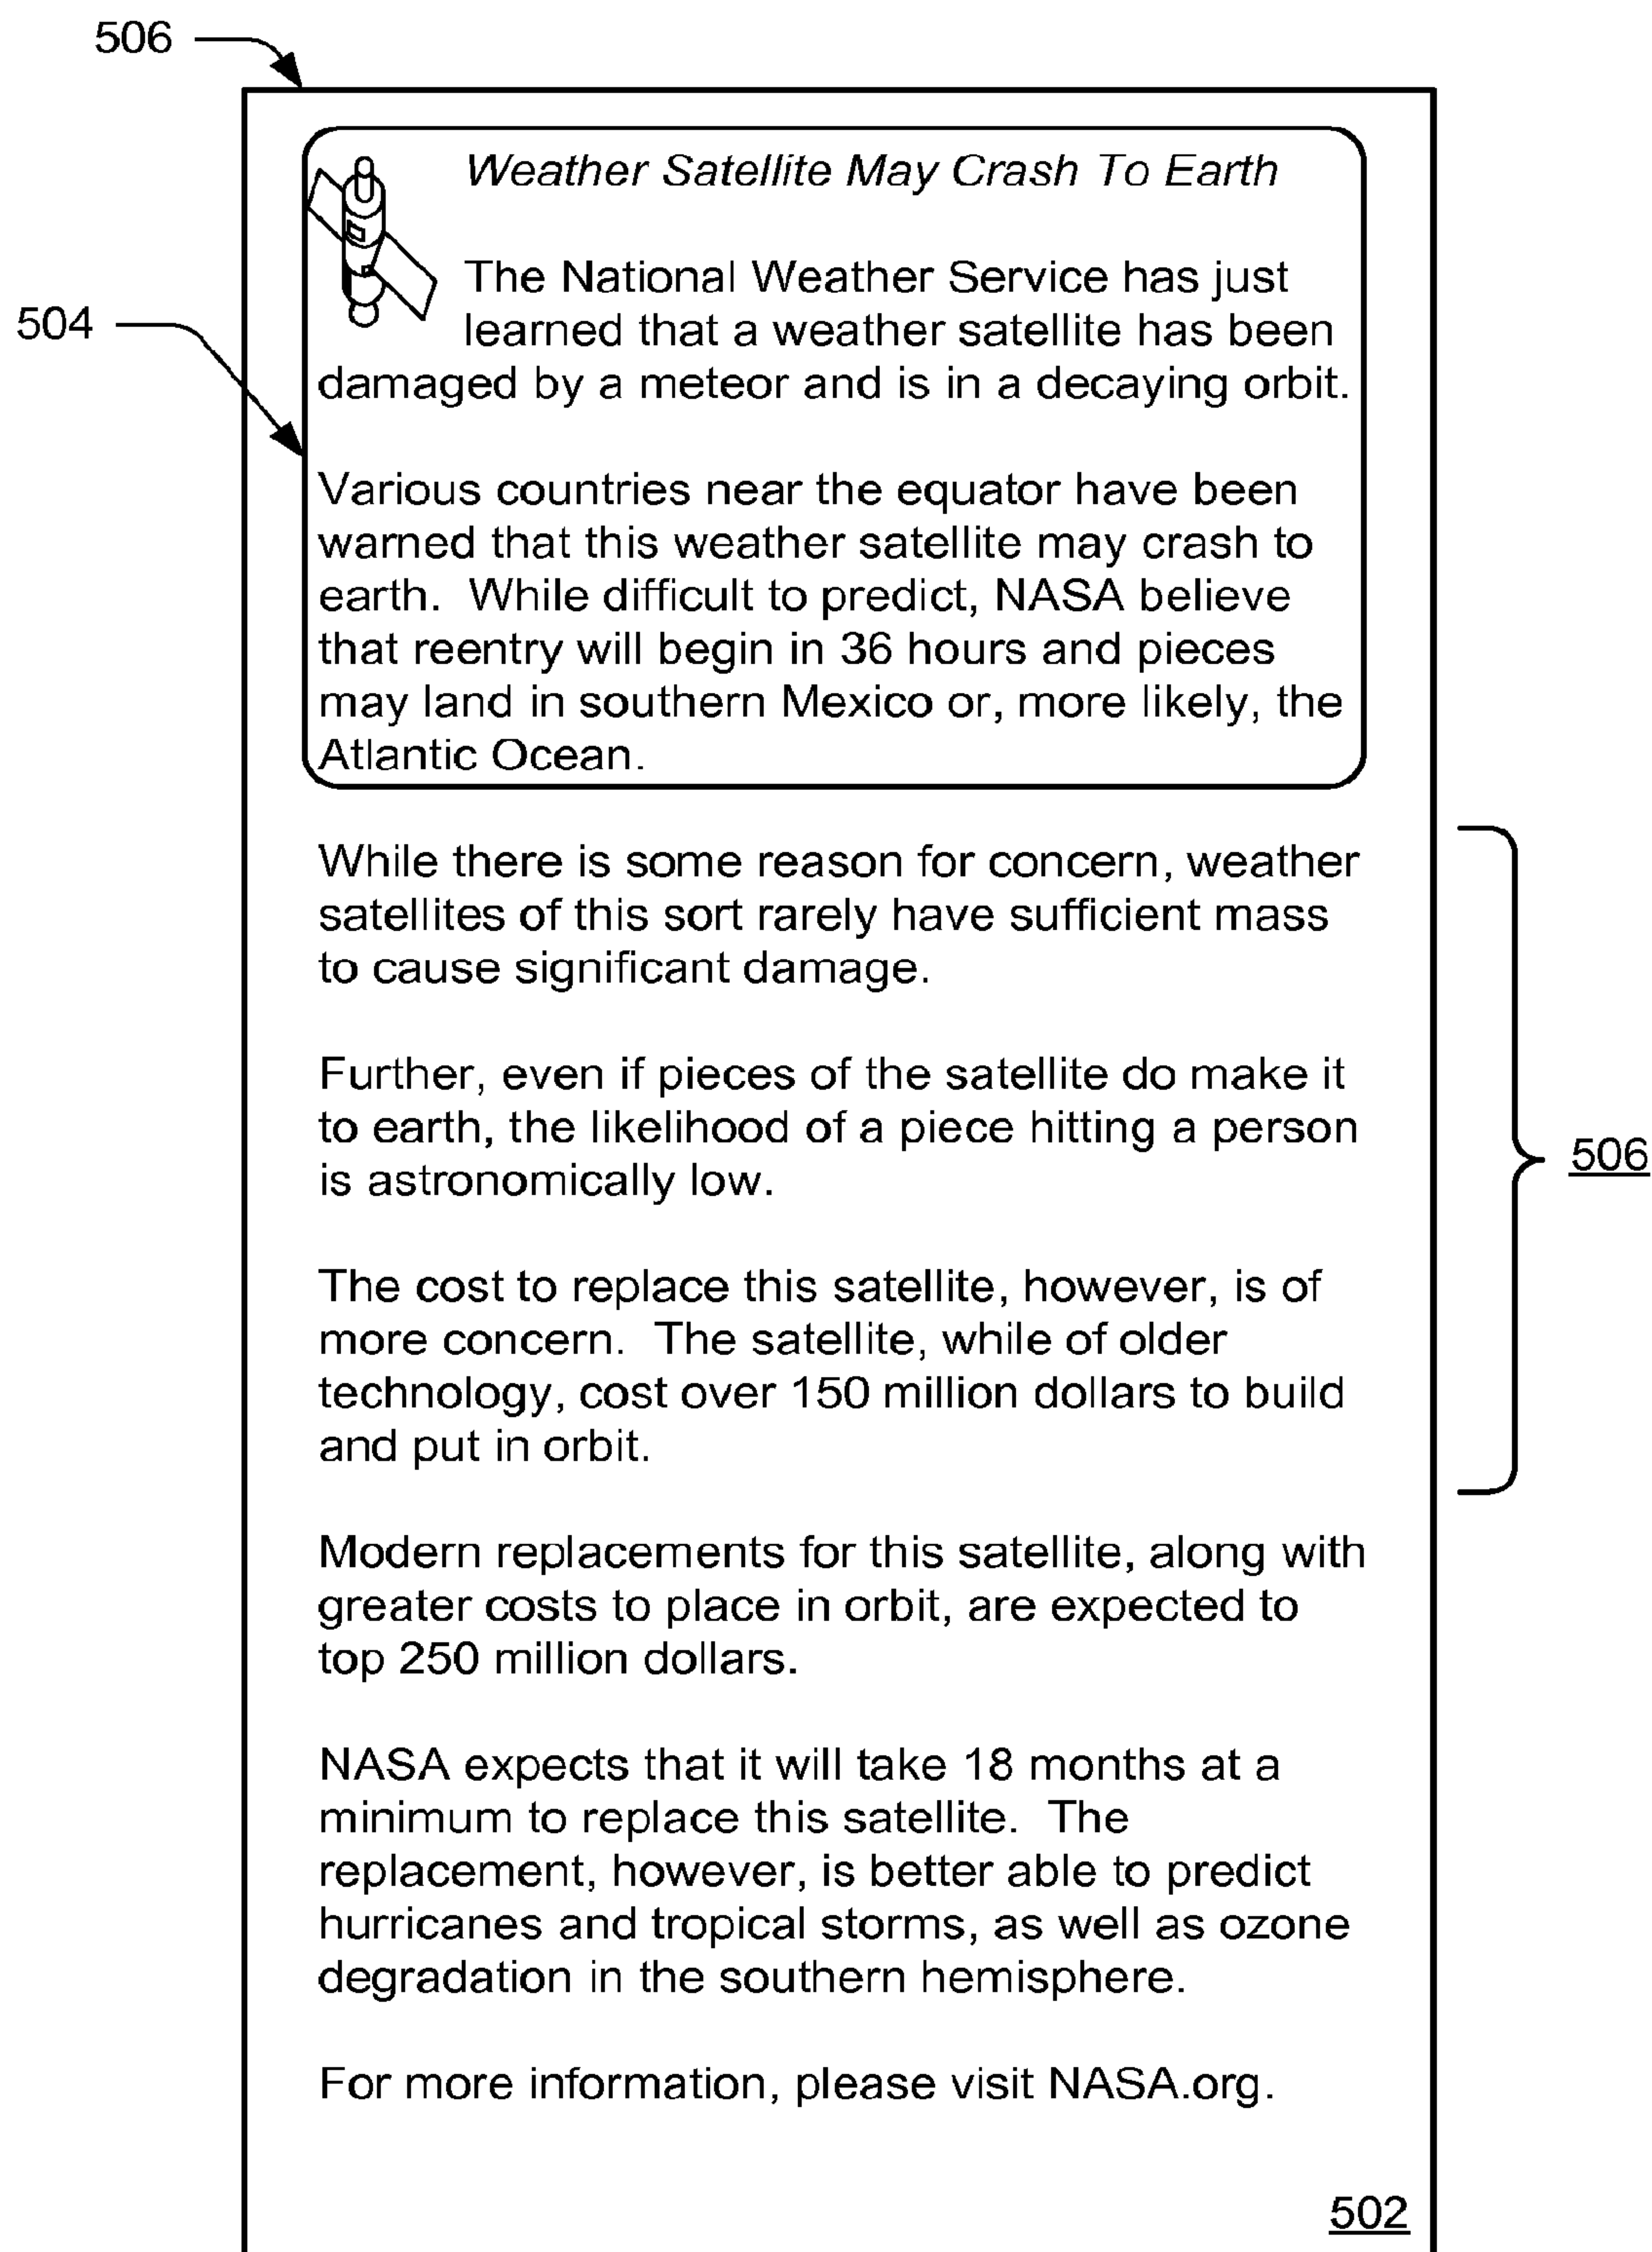 506
Weather Satellite May Crash To Earth
The National Weather Service has just
504
learned that a weather satellite has been
damaged by a meteor and is in a decaying orbit.
Various countries near the equator have been
warned that this weather satellite may crash to
earth.  While difficult to predict, NASA believe
that reentry will begin in 36 hours and pieces
may land in southern Mexico or, more likely, the
Atlantic Ocean.
While there is some reason for concern, weather
satellites of this sort rarely have sufficient mass
to cause significant damage.
Further, even if pieces of the satellite do make it
to earth, the likelihood of a piece hitting a person
506
is astronomically low.
The cost to replace this satellite, however, is of
more concern.  The satellite, while of older
technology, cost over 150 million dollars to build
and put in orbit.
Modern replacements for this satellite, along with
greater costs to place in orbit, are expected to
top 250 million dollars.
NASA expects that it will take 18 months at a
minimum to replace this satellite.  The
replacement, however, is better able to predict
hurricanes and tropical storms, as well as ozone
degradation in the southern hemisphere.
For more information, please visit NASA.org.
502